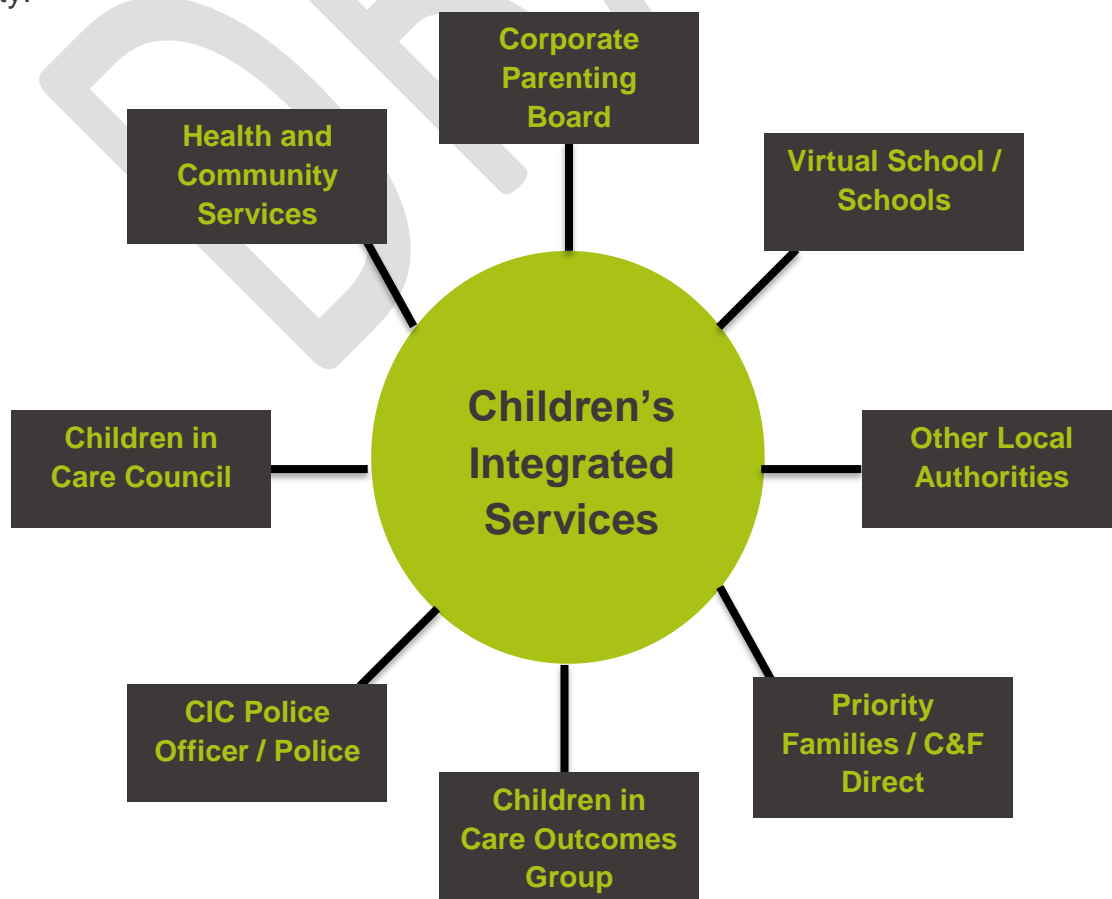 Corporate
Parenting
Board
Health and
Community
Services
Virtual School /
Schools
Children's
Integrated
Services
Children in
Care Council
Other Local
Authorities
CIC Police
Officer / Police
Priority
Families / C&F
Direct
Children in
Care Outcomes
Group